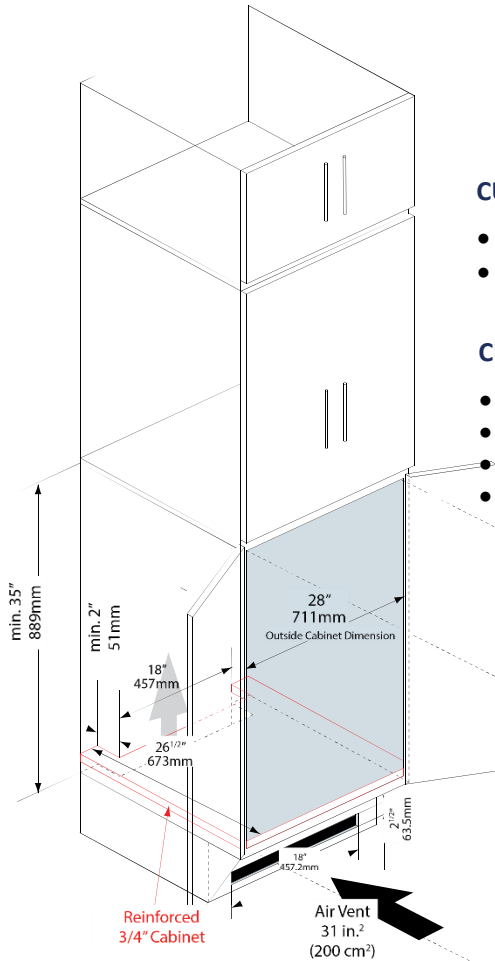 CU
C
min. 35”
889mm
min. 2”
51mm
18”
457mm
28”
711mm
Outside Cabinet Dimension
26 1/2”
673mm
2 1/2”
63.5mm
18”
457.2mm
Reinforced
3/4” Cabinet
Air Vent
31 in.²
(200 cm²)